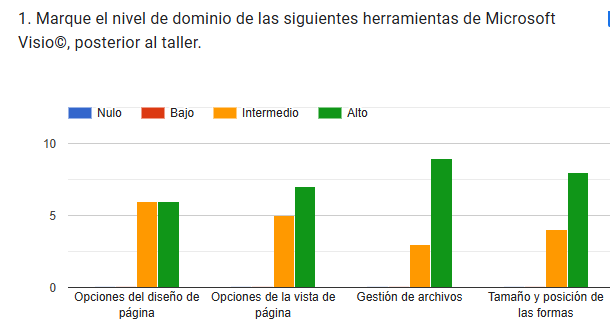 1. Marque el nivel de dominio de las siguientes herramientas de Microsoft
Visio©, posterior al taller.
Nulo Bajo Intermedio Alto
10
5
0
Opciones del diseño de página
Opciones de la vista de página
Gestión de archivos
Tamaño y posición de las formas